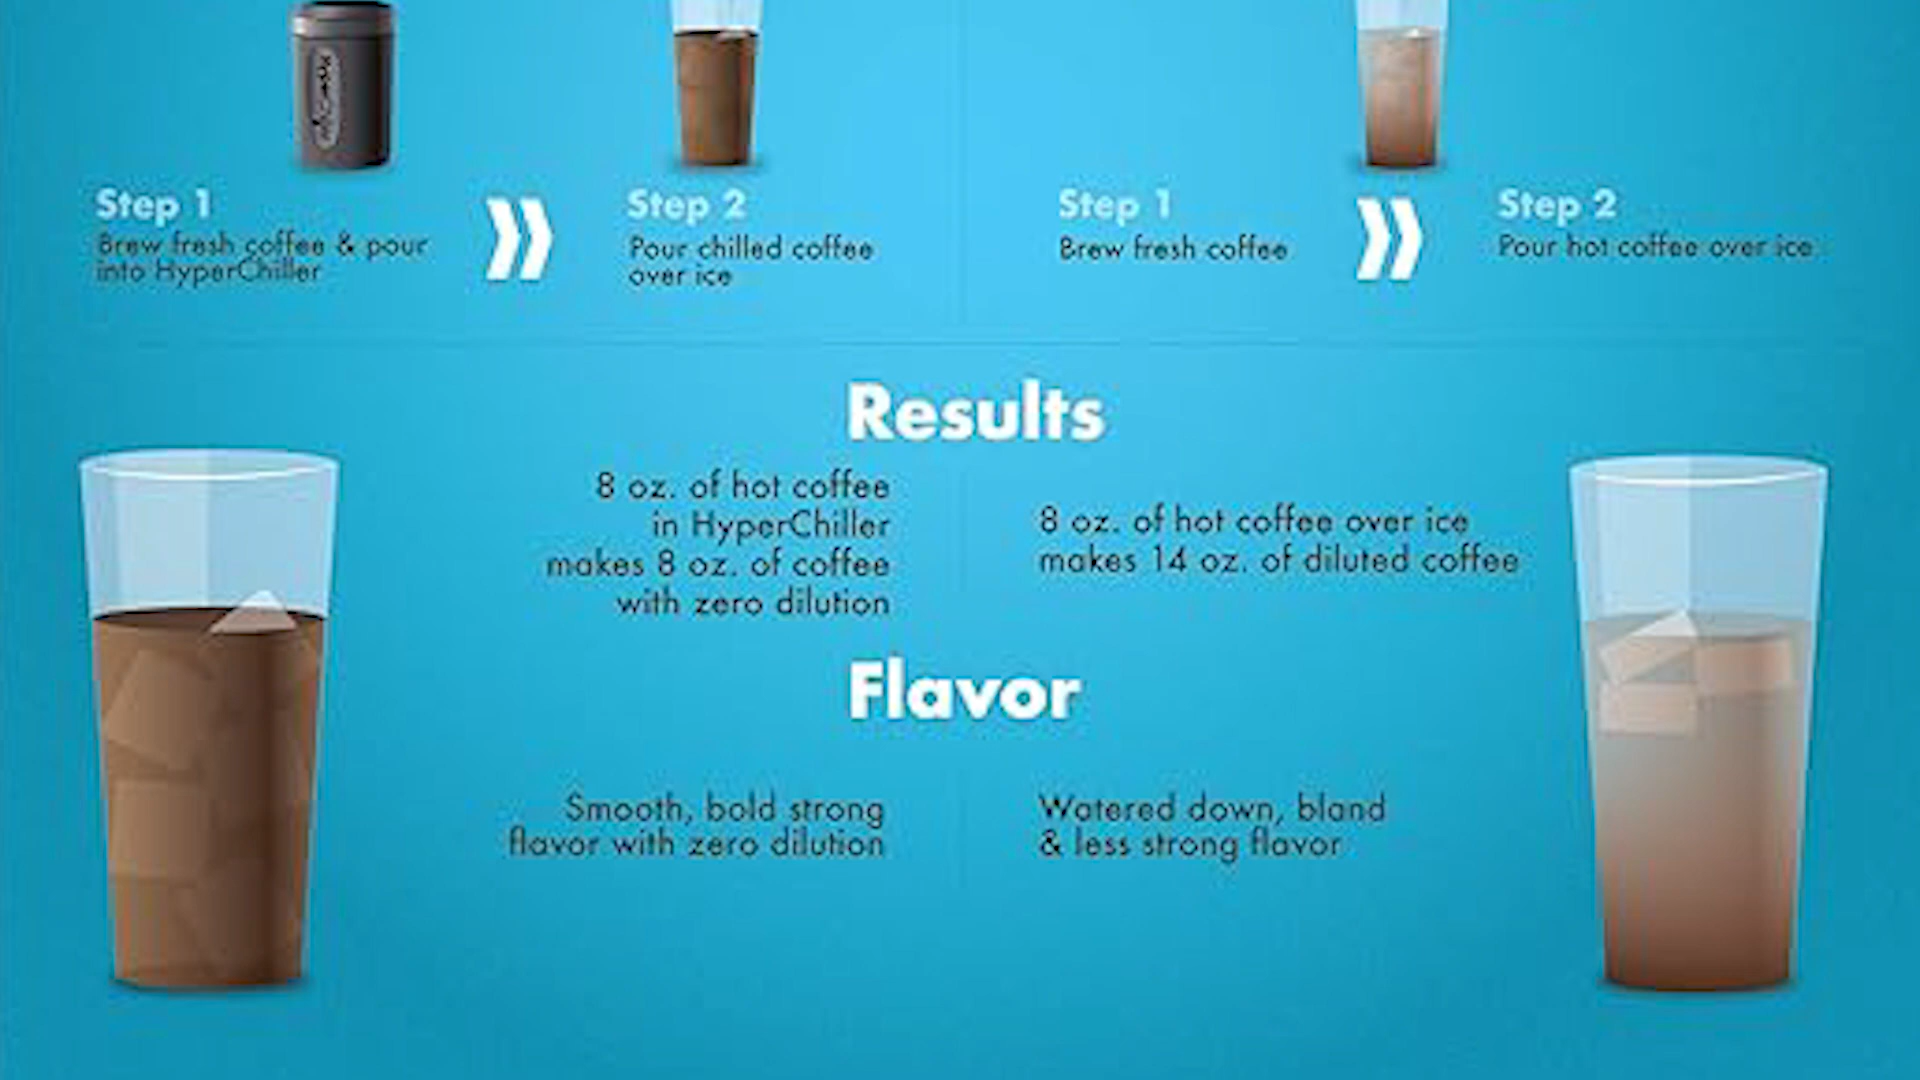 Step 1
Brew fresh coffee & pour
into HyperChiller
Step 2
Pour chilled coffee
over ice
Step 1
Brew fresh coffee
Step 2
Pour hot coffee over ice
Results
8 oz. of hot coffee
in HyperChiller
makes 8 oz. of coffee
with zero dilution
8 oz. of hot coffee over ice
makes 14 oz. of diluted coffee
Flavor
Smooth, bold strong
flavor with zero dilution
Watered down, bland
& less strong flavor